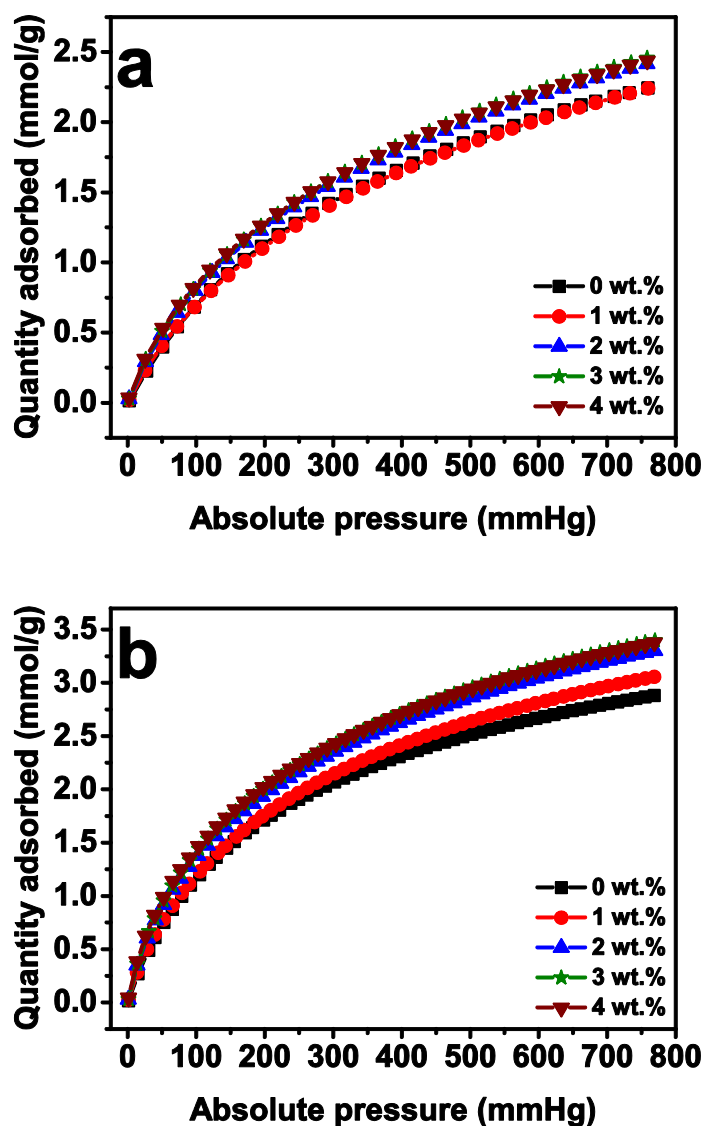 a
Quantity adsorbed (mmol/g)
2.5
2.0
1.5
1.0
0.5
0.0
0 wt.%
1 wt.%
2 wt.%
3 wt.%
4 wt.%
0 100 200 300 400 500 600 700 800
Absolute pressure (mmHg)
b
Quantity adsorbed (mmol/g)
3.5
3.0
2.5
2.0
1.5
1.0
0.5
0.0
0 wt.%
1 wt.%
2 wt.%
3 wt.%
4 wt.%
0 100 200 300 400 500 600 700 800
Absolute pressure (mmHg)